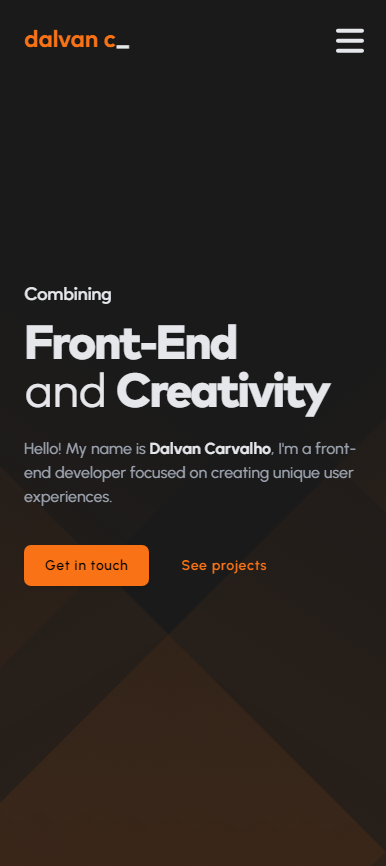 dalvan c_
Combining
Front-End
and Creativity
Hello! My name is Dalvan Carvalho, I'm a front-
end developer focused on creating unique user
experiences.
Get in touch
See projects